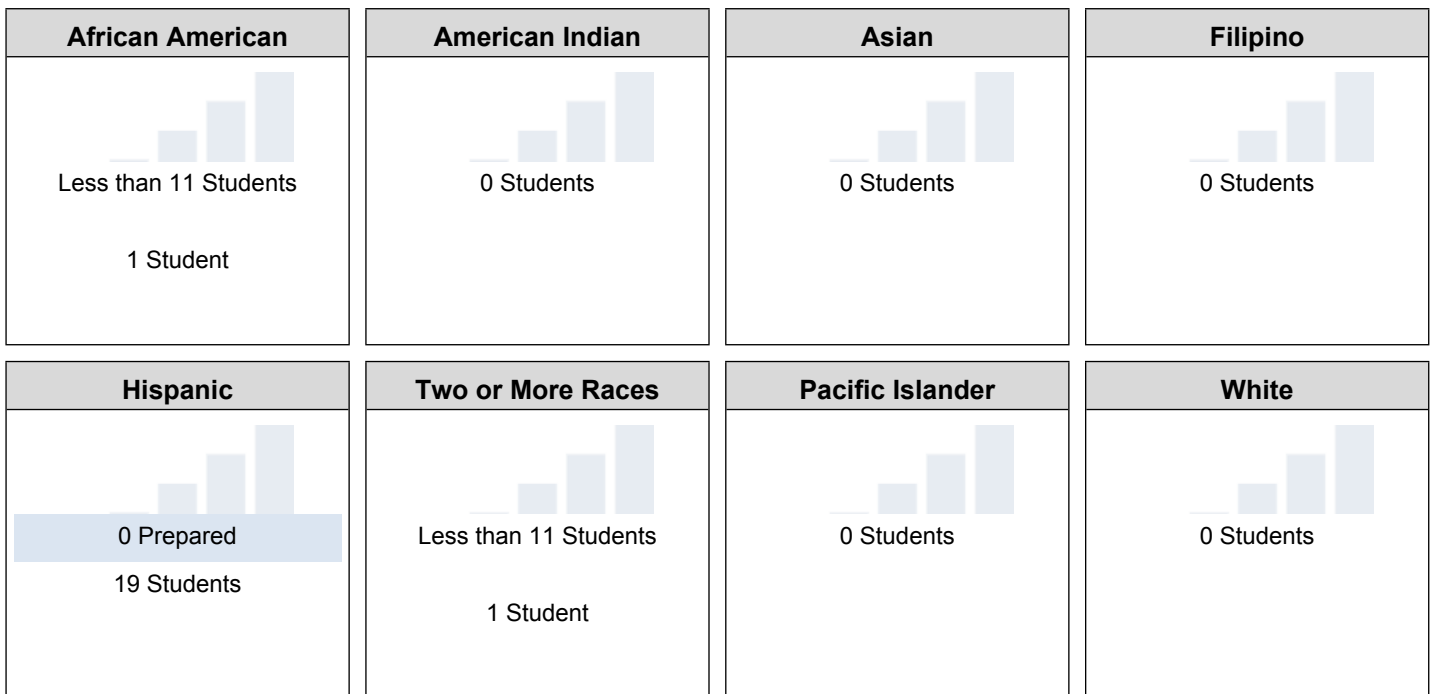 African American
Less than 11 Students
1 Student
American Indian
0 Students
Asian
0 Students
Filipino
0 Students
Hispanic
0 Prepared
19 Students
Two or More Races
Less than 11 Students
1 Student
Pacific Islander
0 Students
White
0 Students